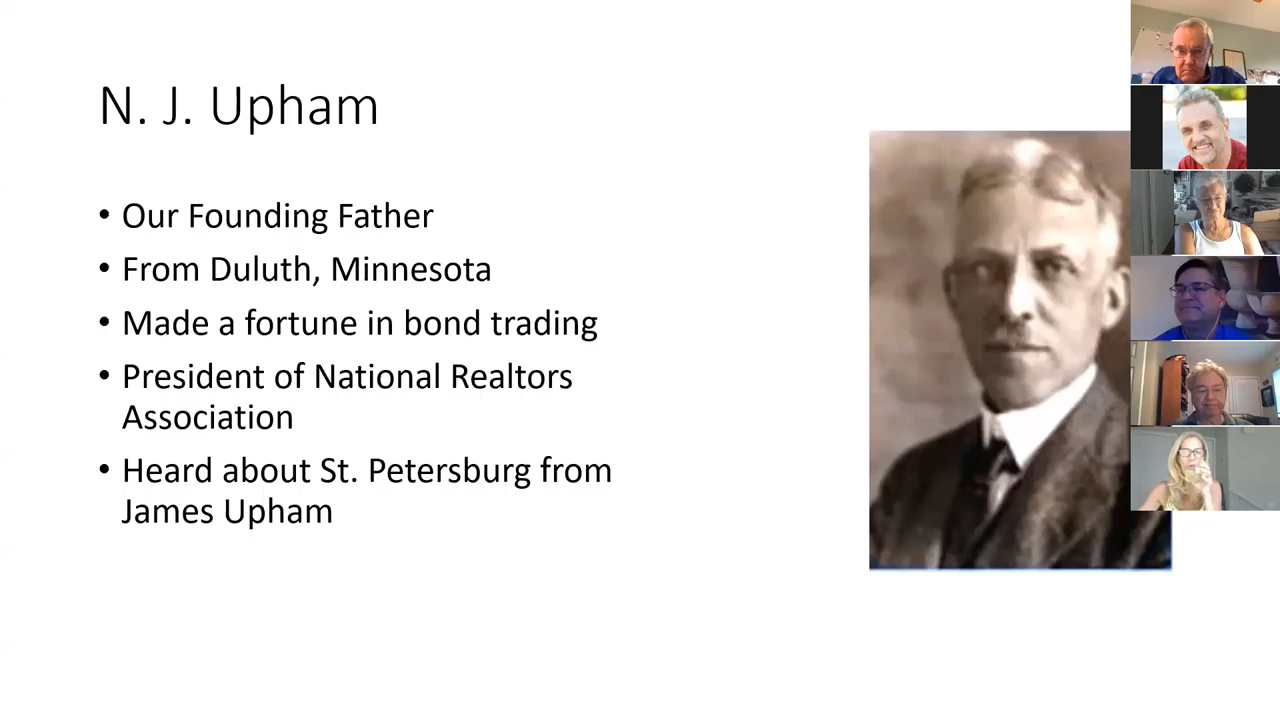 N. J. Upham
• Our Founding Father
• From Duluth, Minnesota
• Made a fortune in bond trading
• President of National Realtors
Association
• Heard about St. Petersburg from
James Upham